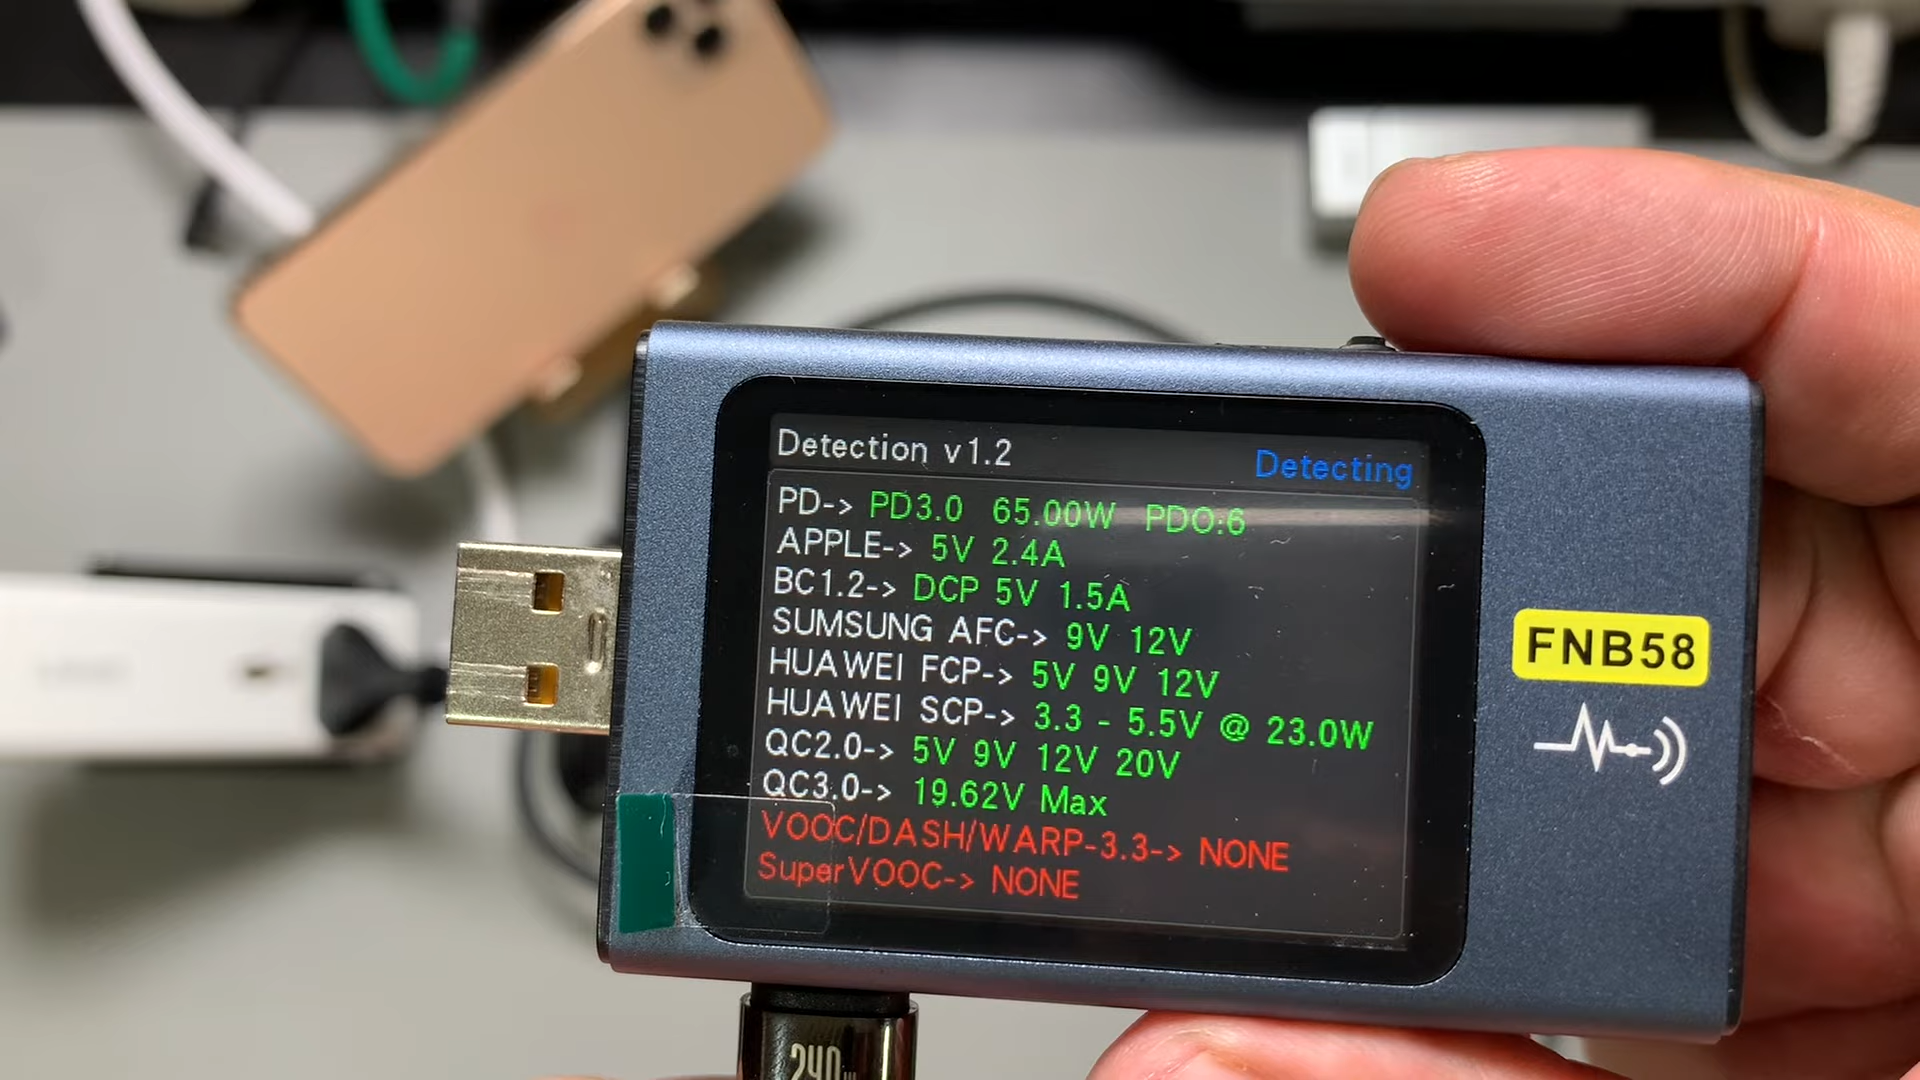 Detection v1.2
Detecting
PD-> PD3.0 65.00W PDO:6
APPLE-> 5V 2.4A
BC1.2-> DCP 5V 1.5A
SUMSUNG AFC-> 9V 12V
HUAWEI FCP-> 5V 9V 12V
HUAWEI SCP-> 3.3 - 5.5V @ 23.0W
QC2.0-> 5V 9V 12V 20V
QC3.0-> 19.62V Max
VOOC/DASH/WARP-3.3-> NONE
SuperVOOC-> NONE
FNB58
240W